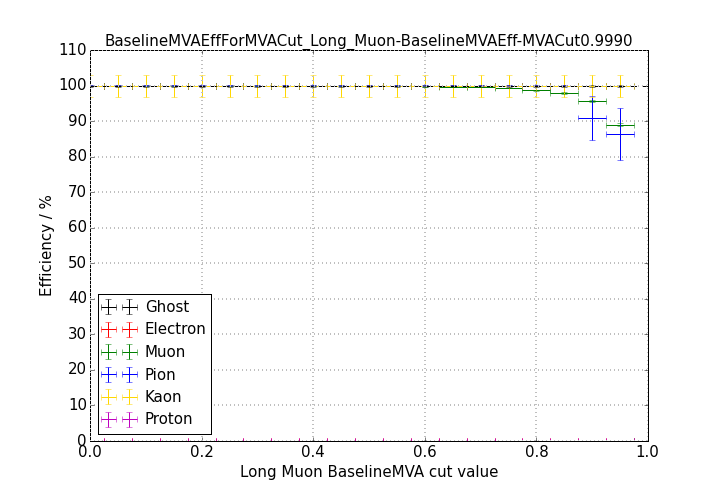 BaselineMVAEffForMVACut_Long_Muon-BaselineMVAEff-MVACut0.9990
110
100
90
80
70
60
50
40
30
20
10
0
Efficiency / %
Ghost
Electron
Muon
Pion
Kaon
Proton
0.0 0.2 0.4 0.6 0.8 1.0
Long Muon BaselineMVA cut value